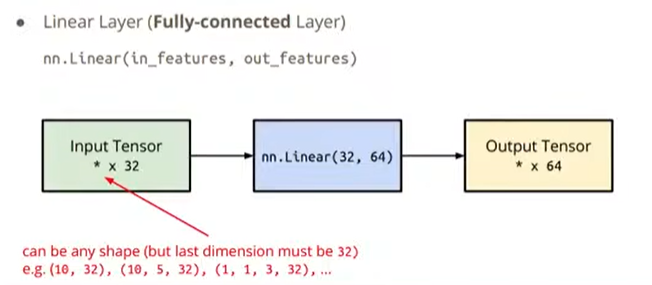 ● Linear Layer (Fully-connected Layer)
nn.Linear(in_features, out_features)
Input Tensor
* x 32
nn.Linear(32, 64)
Output Tensor
* x 64
can be any shape (but last dimension must be 32)
e.g. (10, 32), (10, 5, 32), (1, 1, 3, 32), ...